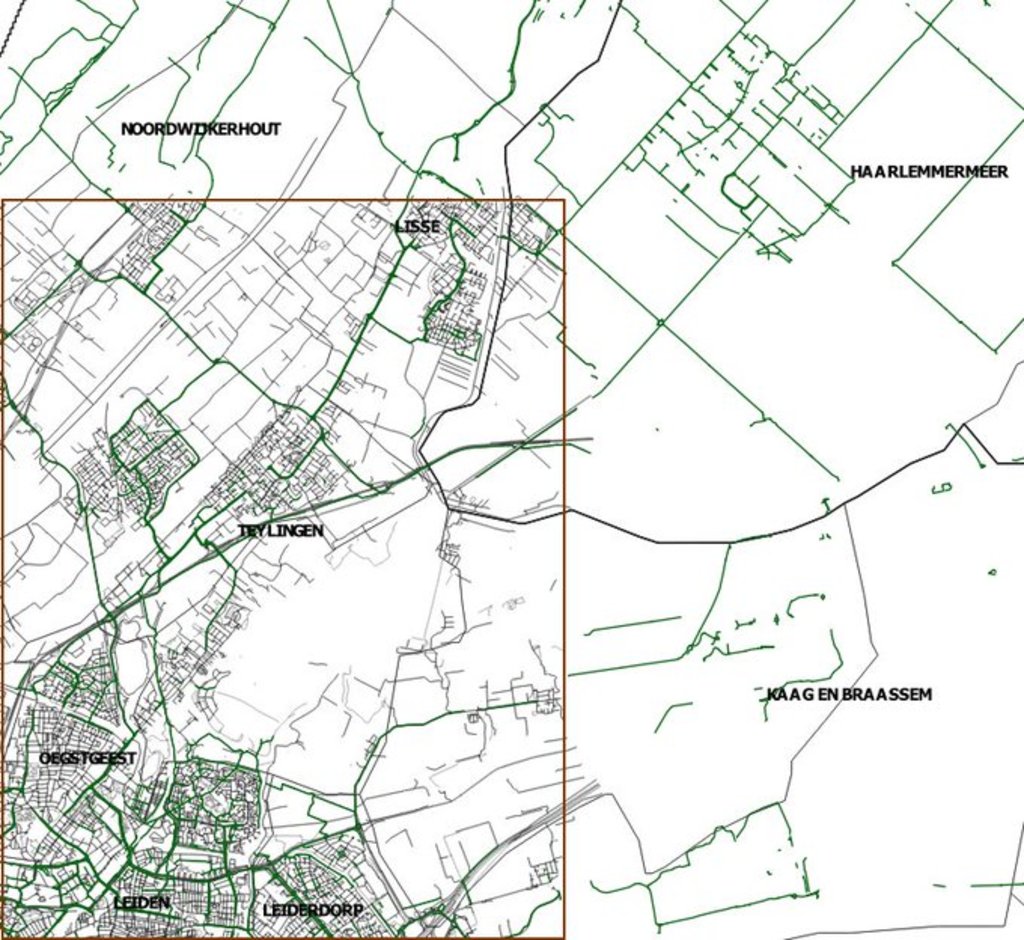 NOORDWIJKERHOUT
HAARLEMMERMEER
LISSE
TEYLINGEN
KAAG EN BRAASSEM
OEGSTGEEST
LEIDEN
LEIDERDORP